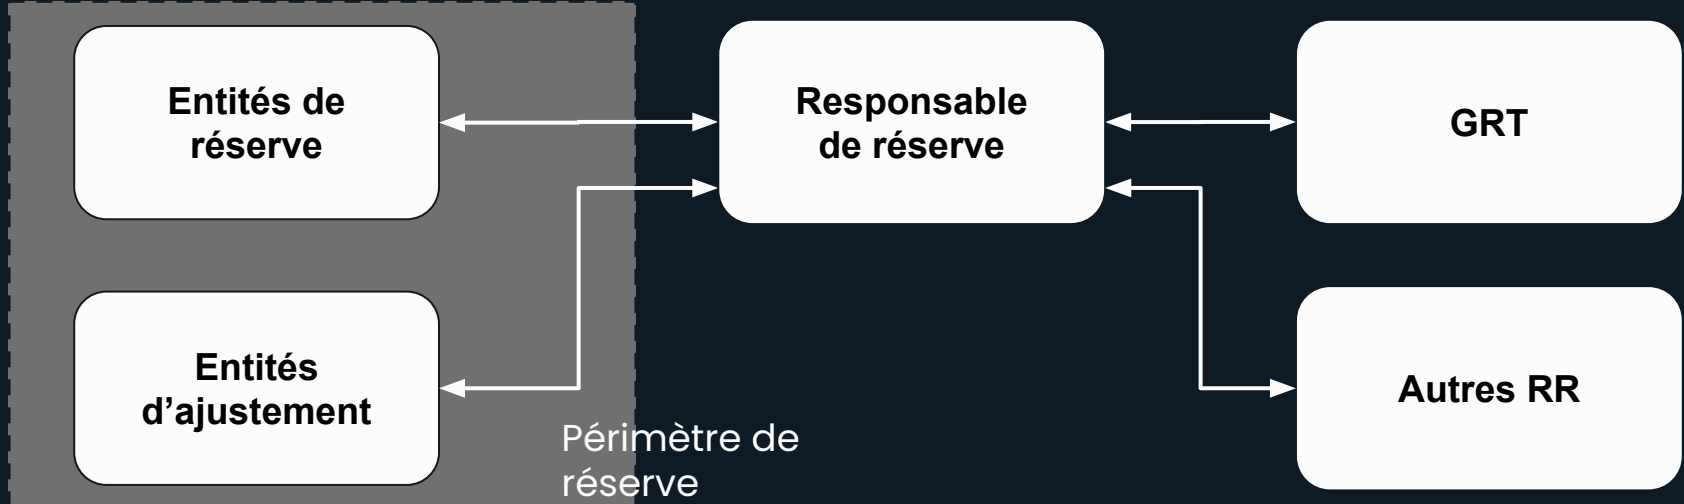 Entités de
réserve
Responsable
de réserve
GRT
Entités
d’ajustement
Autres RR
Périmètre de
réserve